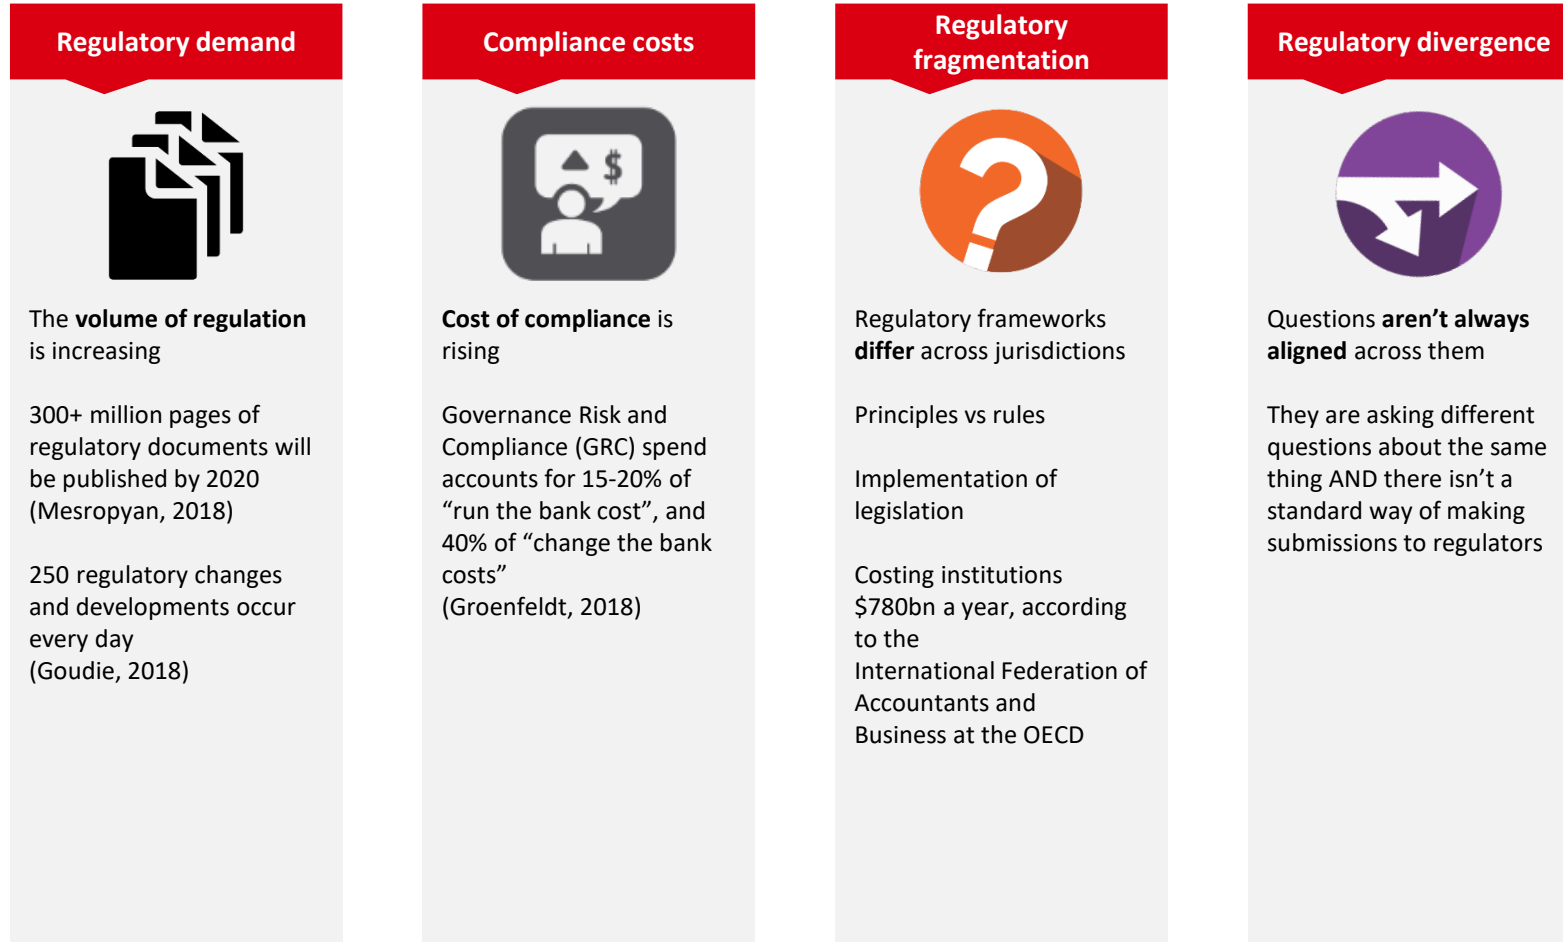 Regulatory demand
The volume of regulation
is increasing
300+ million pages of
regulatory documents will
be published by 2020
(Mesropyan, 2018)
250 regulatory changes
and developments occur
every day
(Goudie, 2018)
Compliance costs
$
Cost of compliance is
rising
Governance Risk and
Compliance (GRC) spend
accounts for 15-20% of
“run the bank cost”, and
40% of “change the bank
costs”
(Groenfeldt, 2018)
Regulatory
fragmentation
?
Regulatory frameworks
differ across jurisdictions
Principles vs rules
Implementation of
legislation
Costing institutions
$780bn a year, according
to the
International Federation of
Accountants and
Business at the OECD
Regulatory divergence
Questions aren’t always
aligned across them
They are asking different
questions about the same
thing AND there isn’t a
standard way of making
submissions to regulators